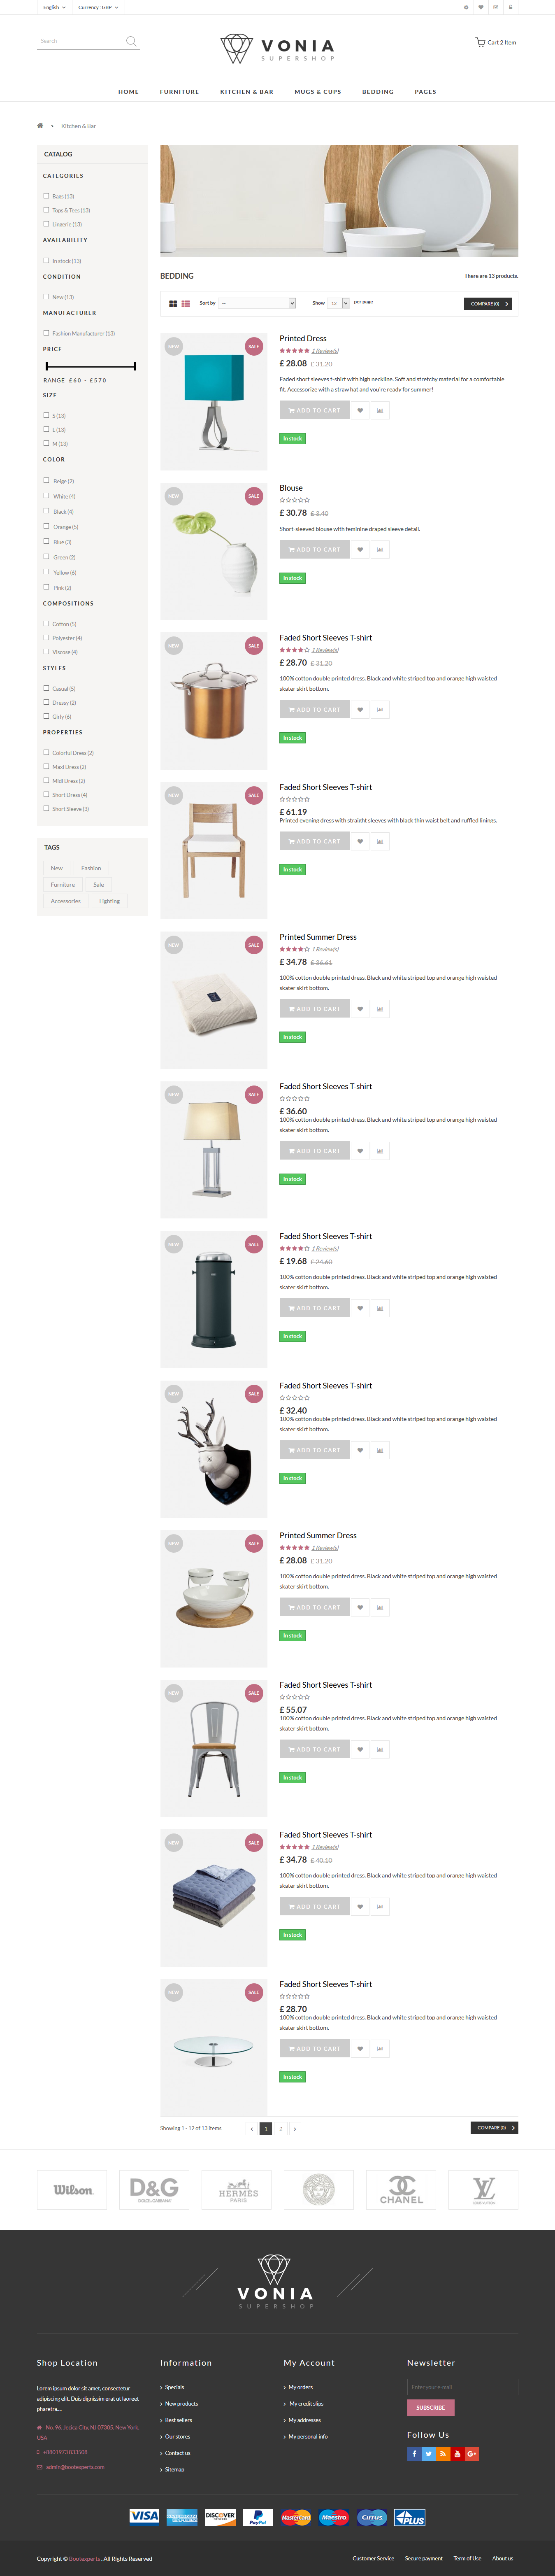 English
Currency : GBP
Search
VONIA
SUPERSHOP
Cart 2 Item
HOME
FURNITURE
KITCHEN & BAR
MUGS & CUPS
BEDDING
PAGES
> Kitchen & Bar
CATALOG
CATEGORIES
Bags (13)
Tops & Tees (13)
Lingerie (13)
AVAILABILITY
In stock (13)
CONDITION
New (13)
MANUFACTURER
Fashion Manufacturer (13)
PRICE
RANGE £60 - £570
SIZE
S (13)
L (13)
M (13)
COLOR
Beige (2)
White (4)
Black (4)
Orange (5)
Blue (3)
Green (2)
Yellow (6)
Pink (2)
COMPOSITIONS
Cotton (5)
Polyester (4)
Viscose (4)
STYLES
Casual (5)
Dressy (2)
Girly (6)
PROPERTIES
Colorful Dress (2)
Maxi Dress (2)
Midi Dress (2)
Short Dress (4)
Short Sleeve (3)
TAGS
New
Fashion
Furniture
Sale
Accessories
Lighting
BEDDING
There are 13 products.
Sort by
--
Show
12
per page
COMPARE (0)
NEW
SALE
Printed Dress
1 Review(s)
£ 28.08 £ 31.20
Faded short sleeves t-shirt with high neckline. Soft and stretchy material for a comfortable
fit. Accessorize with a straw hat and you're ready for summer!
ADD TO CART
In stock
NEW
SALE
Blouse
£ 30.78 £ 3.40
Short-sleeved blouse with feminine draped sleeve detail.
ADD TO CART
In stock
NEW
SALE
Faded Short Sleeves T-shirt
1 Review(s)
£ 28.70 £ 31.20
100% cotton double printed dress. Black and white striped top and orange high waisted
skater skirt bottom.
ADD TO CART
In stock
NEW
SALE
Faded Short Sleeves T-shirt
£ 61.19
Printed evening dress with straight sleeves with black thin waist belt and ruffled linings.
ADD TO CART
In stock
NEW
SALE
Printed Summer Dress
1 Review(s)
£ 34.78 £ 36.61
100% cotton double printed dress. Black and white striped top and orange high waisted
skater skirt bottom.
ADD TO CART
In stock
NEW
SALE
Faded Short Sleeves T-shirt
£ 36.60
100% cotton double printed dress. Black and white striped top and orange high waisted
skater skirt bottom.
ADD TO CART
In stock
NEW
SALE
Faded Short Sleeves T-shirt
1 Review(s)
£ 19.68 £ 24.60
100% cotton double printed dress. Black and white striped top and orange high waisted
skater skirt bottom.
ADD TO CART
In stock
NEW
SALE
Faded Short Sleeves T-shirt
£ 32.40
100% cotton double printed dress. Black and white striped top and orange high waisted
skater skirt bottom.
ADD TO CART
In stock
NEW
SALE
Printed Summer Dress
1 Review(s)
£ 28.08 £ 31.20
100% cotton double printed dress. Black and white striped top and orange high waisted
skater skirt bottom.
ADD TO CART
In stock
NEW
SALE
Faded Short Sleeves T-shirt
£ 55.07
100% cotton double printed dress. Black and white striped top and orange high waisted
skater skirt bottom.
ADD TO CART
In stock
NEW
SALE
Faded Short Sleeves T-shirt
1 Review(s)
£ 34.78 £ 40.10
100% cotton double printed dress. Black and white striped top and orange high waisted
skater skirt bottom.
ADD TO CART
In stock
NEW
SALE
Faded Short Sleeves T-shirt
£ 28.70
100% cotton double printed dress. Black and white striped top and orange high waisted
skater skirt bottom.
ADD TO CART
In stock
Showing 1 - 12 of 13 items
1
2
COMPARE (0)
Wilson
D&G
DOLCE & GABBANA
HERMÈS
PARIS
CHANEL
LOUIS VUITTON
VONIA
SUPERSHOP
Shop Location
Lorem ipsum dolor sit amet, consectetur
adipiscing elit. Duis dignissim erat ut laoreet
pharetra....
No. 96, Jecica City, NJ 07305, New York,
USA
+8801973 833508
admin@bootexperts.com
Information
Specials
New products
Best sellers
Our stores
Contact us
Sitemap
My Account
My orders
My credit slips
My addresses
My personal info
Newsletter
Enter your e-mail
SUBSCRIBE
Follow Us
VISA
AMERICAN EXPRESS
DISCOVER
PayPal
MasterCard
Maestro
Cirrus
PLUS
Copyright © Bootexperts . All Rights Reserved
Customer Service
Secure payment
Term of Use
About us